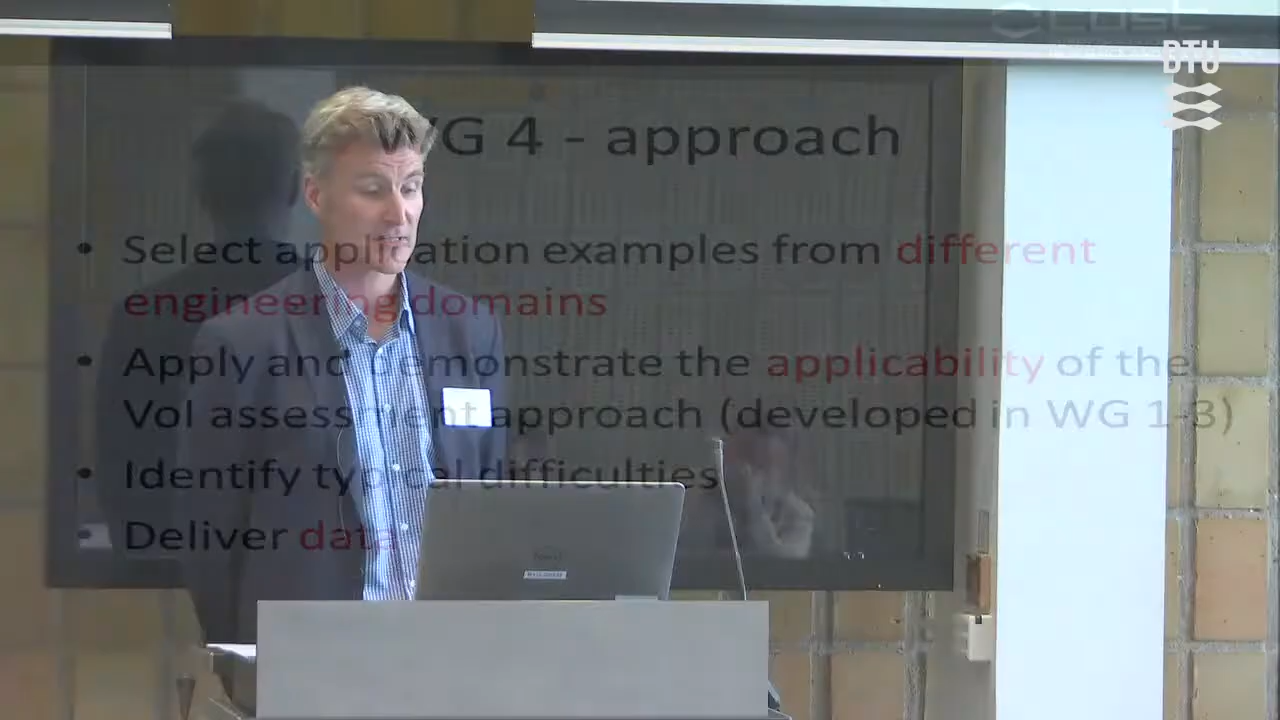 COST
DTU
WG 4 - approach
• Select application examples from different
engineering domains
• Apply and demonstrate the applicability of the
VoI assessment approach (developed in WG 1-3)
• Identify typical difficulties
• Deliver data